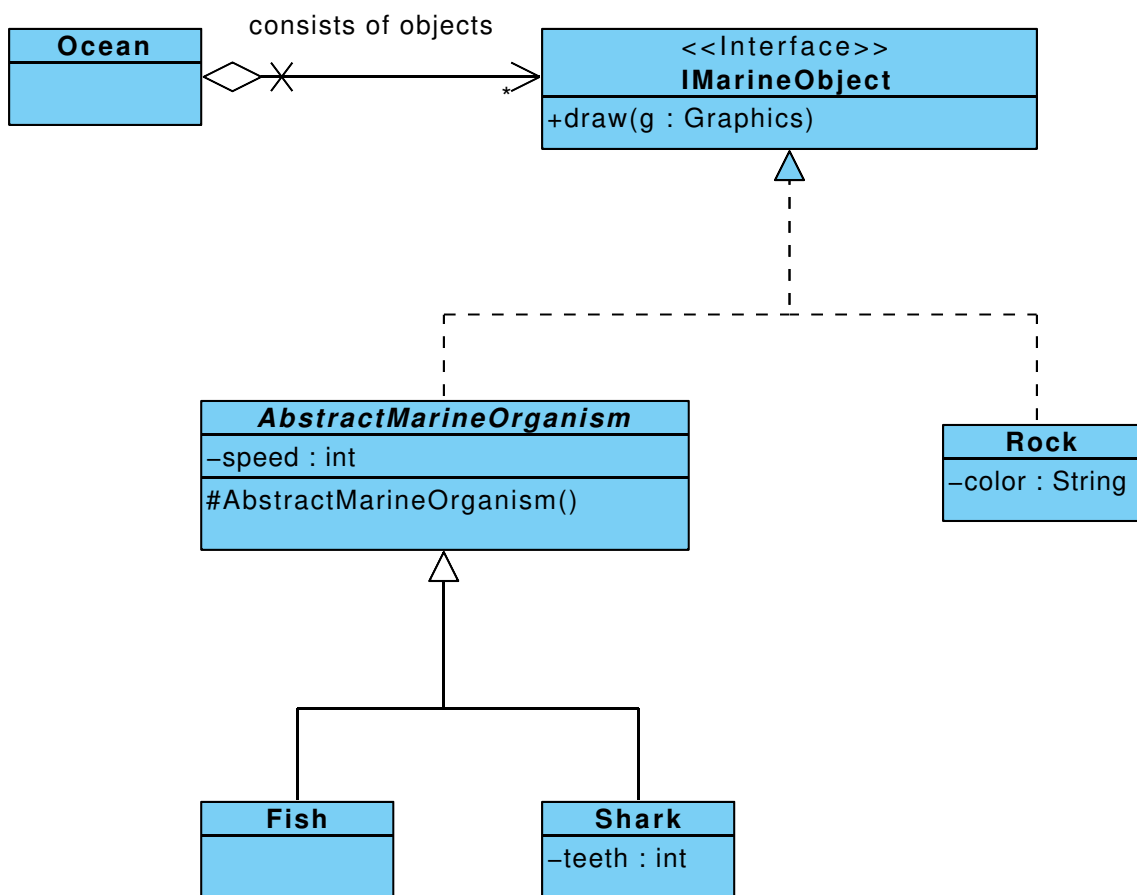 consists of objects
Ocean
*
<<Interface>>
IMarineObject
+draw(g : Graphics)
AbstractMarineOrganism
–speed : int
#AbstractMarineOrganism()
Rock
–color : String
Fish
Shark
–teeth : int